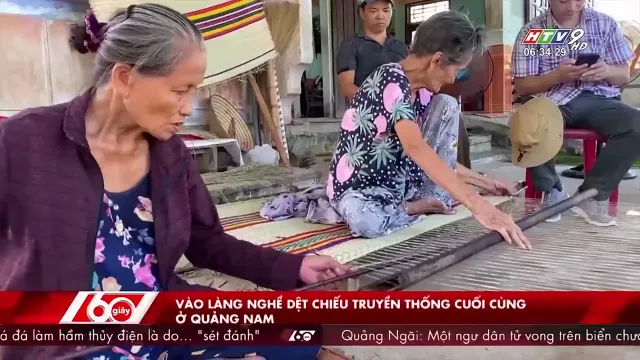 HTV9 HD
06:34:29
60 giây
VÀO LÀNG NGHỀ DỆT CHIẾU TRUYỀN THỐNG CUỐI CÙNG
Ở QUẢNG NAM
á đá làm hầm thủy điện là do... "sét đánh" 60 Quảng Ngãi: Một ngư dân tử vong trên biển chư